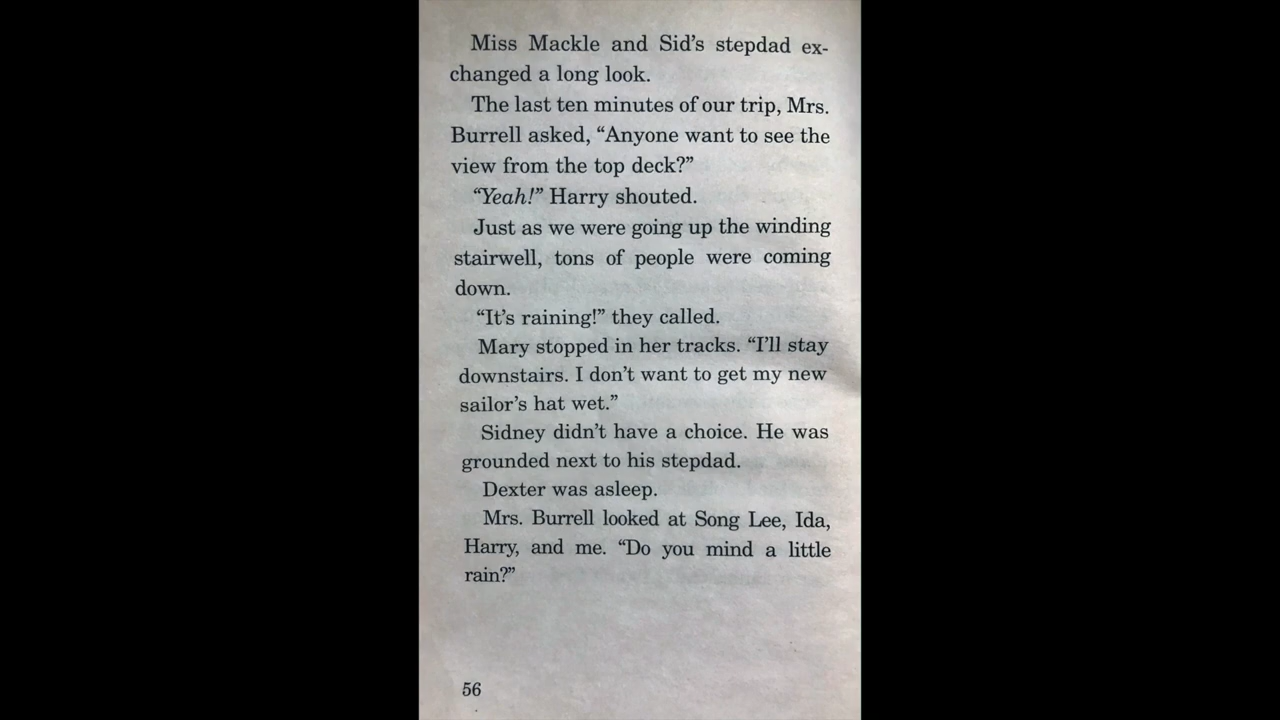 Miss Mackle and Sid's stepdad ex-
changed a long look.
The last ten minutes of our trip, Mrs.
Burrell asked, “Anyone want to see the
view from the top deck?”
“Yeah!” Harry shouted.
Just as we were going up the winding
stairwell, tons of people were coming
down.
“It's raining!” they called.
Mary stopped in her tracks. “I'll stay
downstairs. I don't want to get my new
sailor's hat wet.”
Sidney didn't have a choice. He was
grounded next to his stepdad.
Dexter was asleep.
Mrs. Burrell looked at Song Lee, Ida,
Harry, and me. “Do you mind a little
rain?”
56